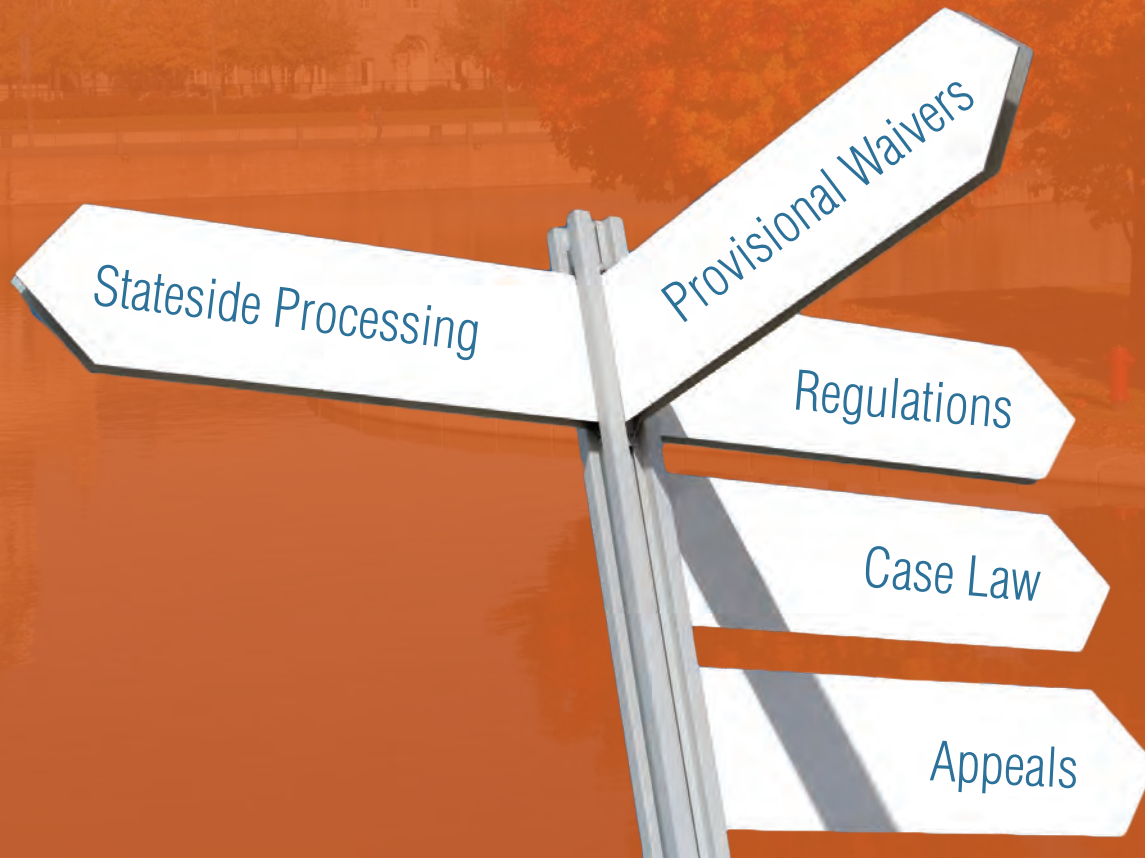 Stateside Processing
Provisional Waivers
Regulations
Case Law
Appeals